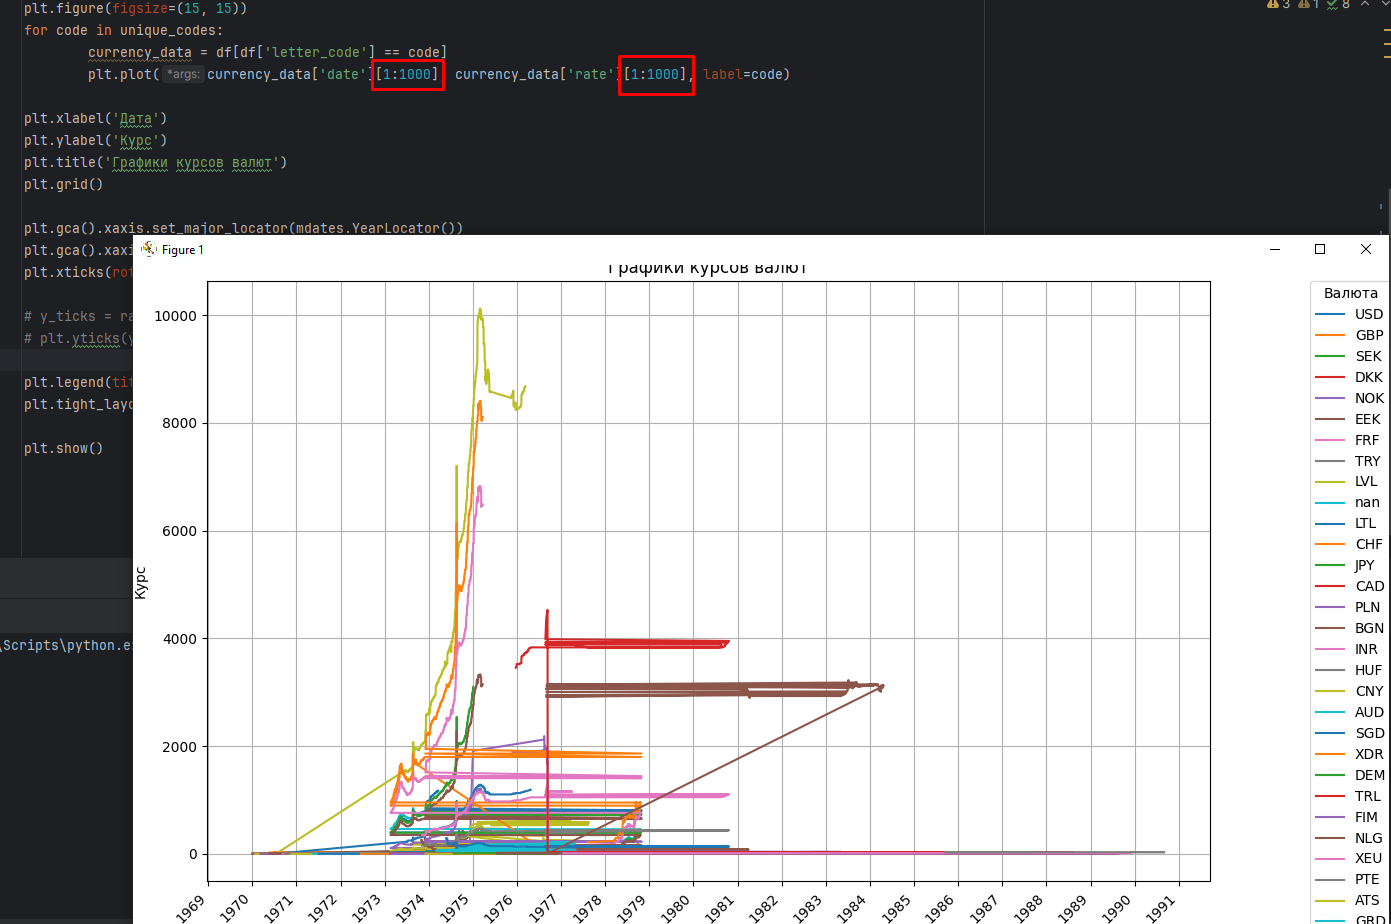 plt.figure(figsize=(15, 15))
3 1 8
for code in unique_codes:
currency_data = df[df['letter_code'] == code]
plt.plot( *args: currency_data['date'][1:1000] currency_data['rate'][1:1000], label=code)
plt.xlabel('Дата')
plt.ylabel('Курс')
plt.title('Графики курсов валют')
plt.grid()
plt.gca().xaxis.set_major_locator(mdates.YearLocator())
plt.gca().xaxi
plt.xticks(rot
# y_ticks = ra
# plt.yticks(y
plt.legend(tit
plt.tight_layo
plt.show()
\Scripts\python.e
Figure 1
Графики курсов валют
Курс
10000
8000
6000
4000
2000
0
1969 1970 1971 1972 1973 1974 1975 1976 1977 1978 1979 1980 1981 1982 1983 1984 1985 1986 1987 1988 1989 1990 1991
Валюта
USD
GBP
SEK
DKK
NOK
EEK
FRF
TRY
LVL
nan
LTL
CHF
JPY
CAD
PLN
BGN
INR
HUF
CNY
AUD
SGD
XDR
DEM
TRL
FIM
NLG
XEU
PTE
ATS
GRD